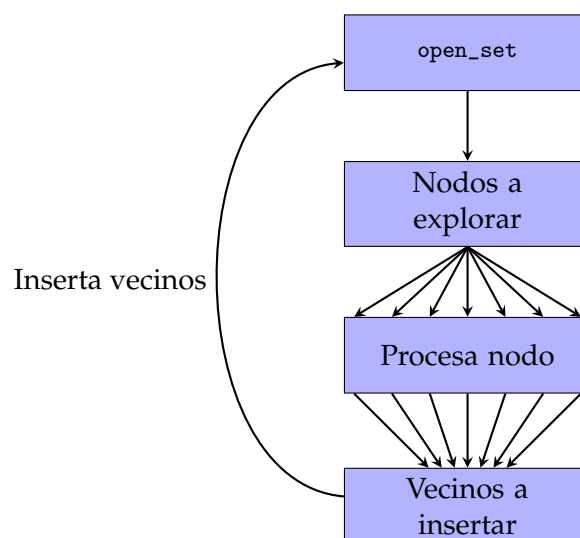 open_set
Nodos a
explorar
Inserta vecinos
Procesa nodo
Vecinos a
insertar